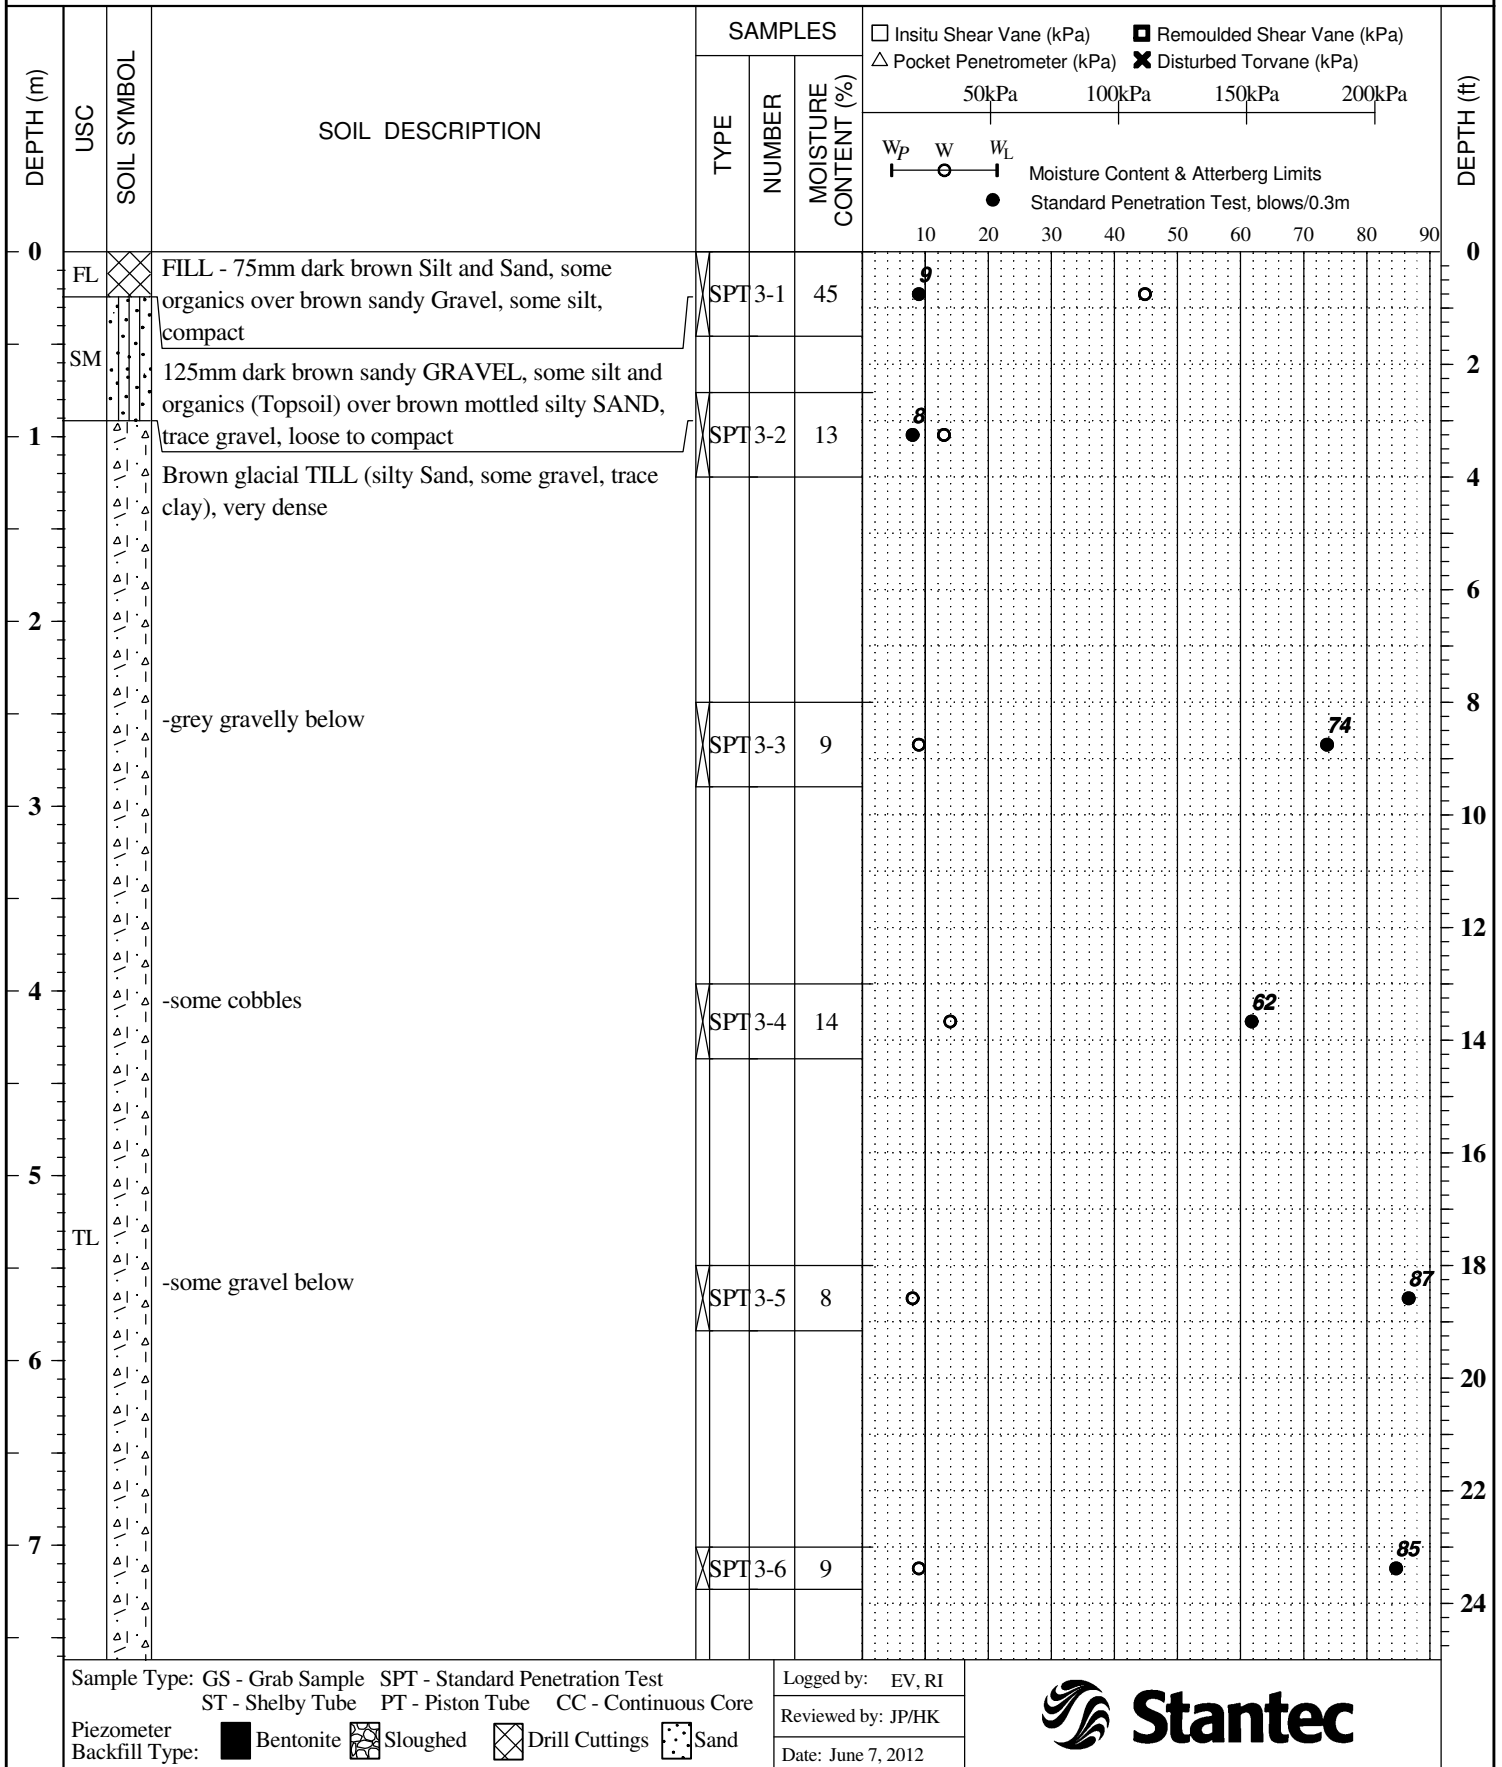 SAMPLES
Insitu Shear Vane (kPa) Remoulded Shear Vane (kPa)
Pocket Penetrometer (kPa) Disturbed Torvane (kPa)
50kPa 100kPa 150kPa 200kPa
DEPTH (m) USC SOIL SYMBOL SOIL DESCRIPTION TYPE NUMBER MOISTURE CONTENT (%) DEPTH (ft)
WP W WL
Moisture Content & Atterberg Limits
Standard Penetration Test, blows/0.3m
10 20 30 40 50 60 70 80 90
0 0
FL FILL - 75mm dark brown Silt and Sand, some
organics over brown sandy Gravel, some silt,
compact
SPT 3-1 45 9
SM
2
125mm dark brown sandy GRAVEL, some silt and
organics (Topsoil) over brown mottled silty SAND,
trace gravel, loose to compact
1 SPT 3-2 13 8
Brown glacial TILL (silty Sand, some gravel, trace
clay), very dense
4
6
2
8
-grey gravelly below
SPT 3-3 9 74
3 10
12
4 -some cobbles
SPT 3-4 14 62
14
16
5
TL
18
-some gravel below
SPT 3-5 8 87
6
20
22
7
SPT 3-6 9 85
24
Sample Type: GS - Grab Sample SPT - Standard Penetration Test
ST - Shelby Tube PT - Piston Tube CC - Continuous Core
Piezometer
Backfill Type: Bentonite Sloughed Drill Cuttings Sand
Logged by: EV, RI
Reviewed by: JP/HK
Date: June 7, 2012
Stantec